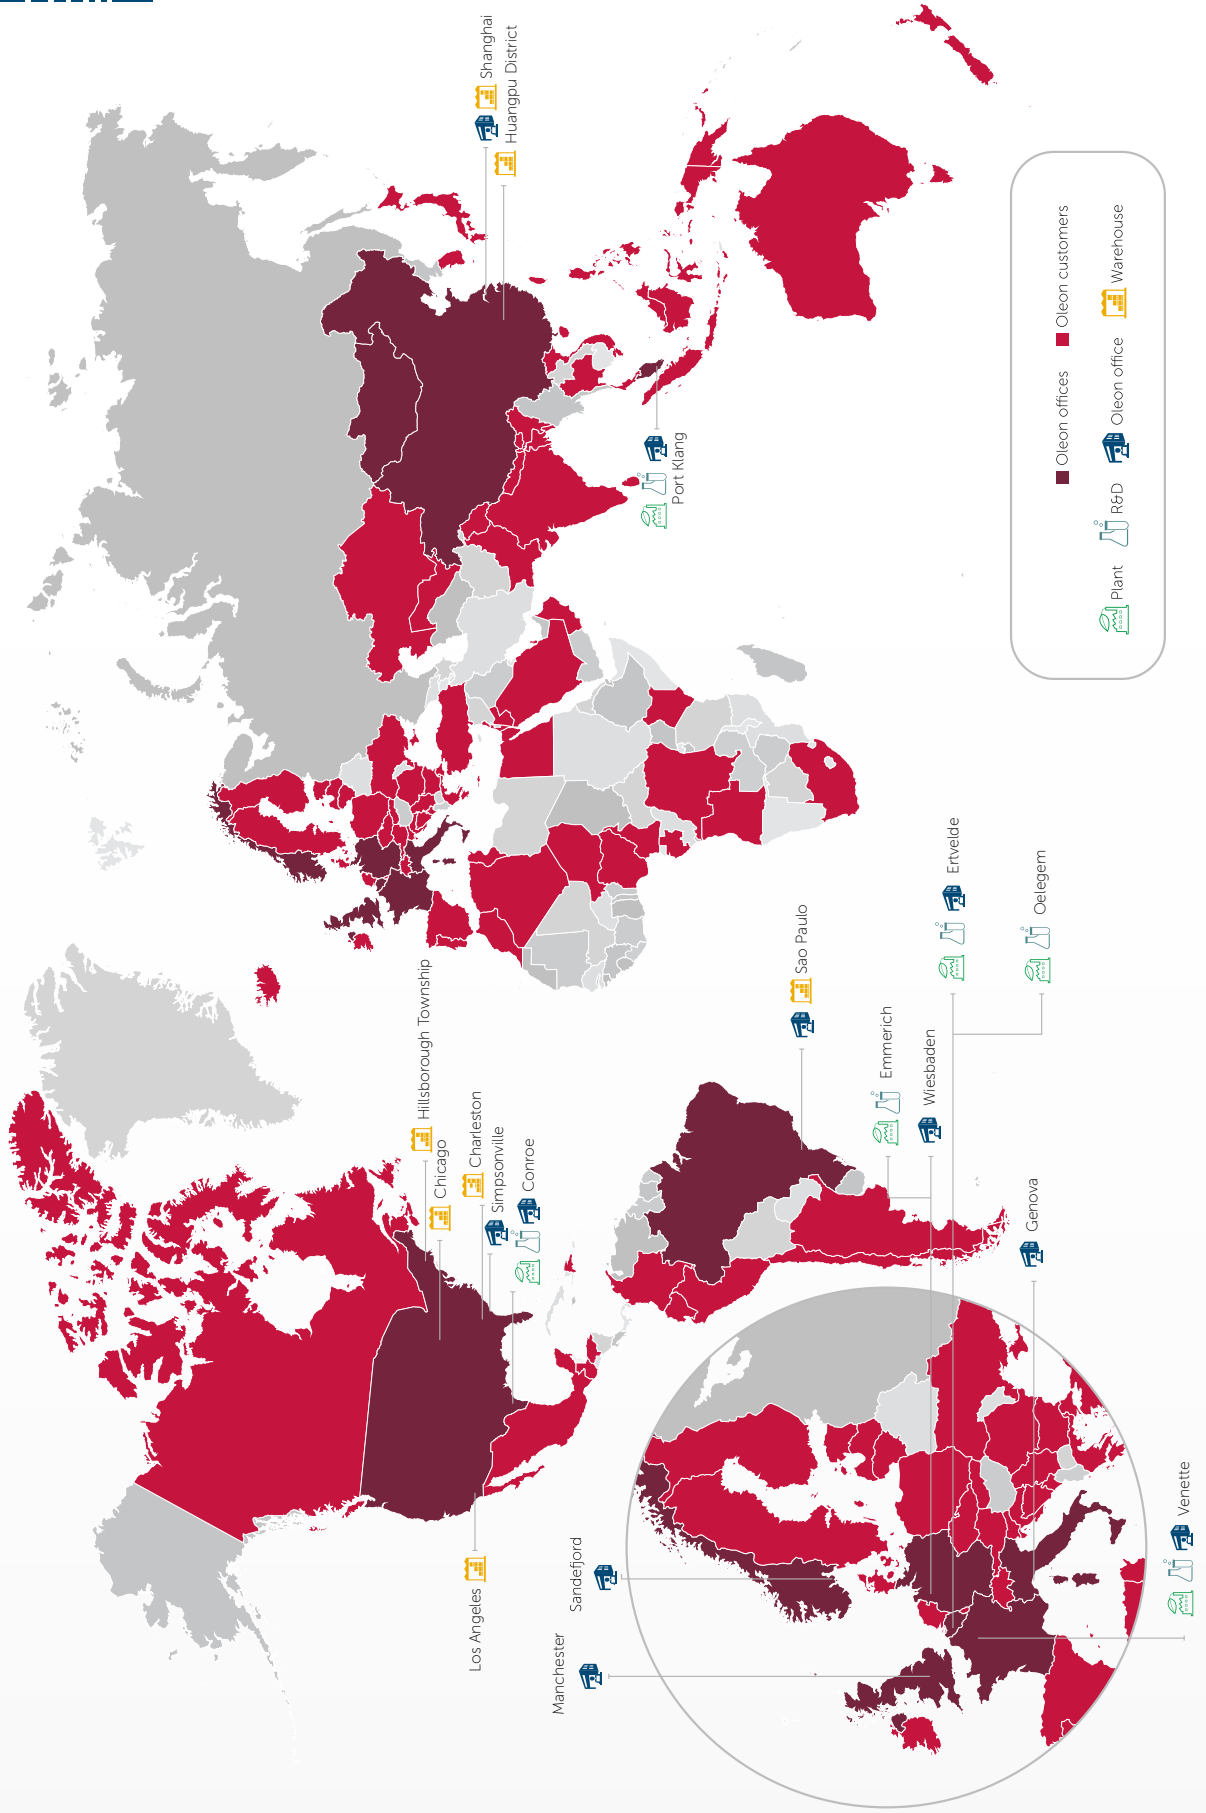 Hillsborough Township
Chicago
Charleston
Simpsonville
Conroe
Los Angeles
Shanghai
Huangpu District
Port Klang
Sao Paulo
Manchester
Sandefjord
Emmerich
Wiesbaden
Ertvelde
Oelegem
Genova
Venette
Oleon offices
Oleon customers
Plant
R&D
Oleon office
Warehouse